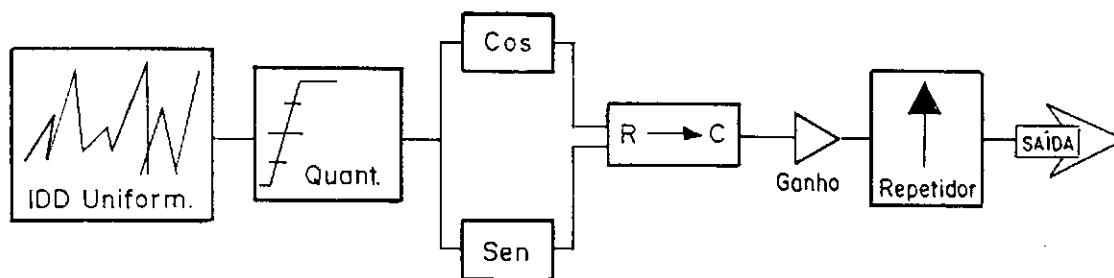 IDD Uniform.
Quant.
Cos
Sen
R C
Ganho
Repetidor
SAÍDA